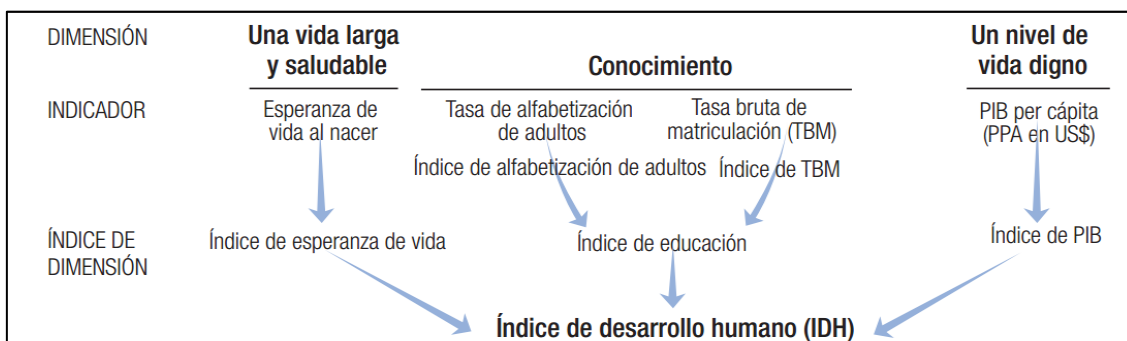 DIMENSIÓN
Una vida larga
y saludable
Conocimiento
Un nivel de
vida digno
INDICADOR
Esperanza de
vida al nacer
Tasa de alfabetización
de adultos
Tasa bruta de
matriculación (TBM)
PIB per cápita
(PPA en US$)
Índice de alfabetización de adultos
Índice de TBM
ÍNDICE DE
DIMENSIÓN
Índice de esperanza de vida
Índice de educación
Índice de PIB
Índice de desarrollo humano (IDH)